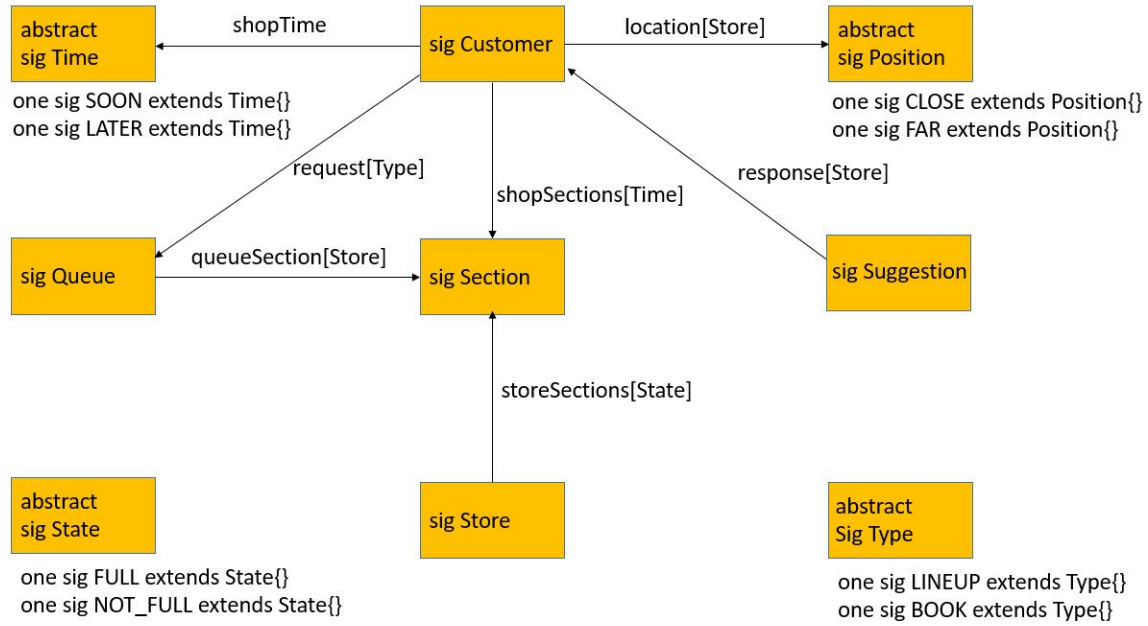 abstract
sig Time
shopTime
sig Customer
location[Store]
abstract
sig Position
one sig SOON extends Time{}
one sig LATER extends Time{}
one sig CLOSE extends Position{}
one sig FAR extends Position{}
request[Type]
shopSections[Time]
response[Store]
sig Queue
queueSection[Store]
sig Section
sig Suggestion
storeSections[State]
abstract
sig State
sig Store
abstract
Sig Type
one sig FULL extends State{}
one sig NOT_FULL extends State{}
one sig LINEUP extends Type{}
one sig BOOK extends Type{}